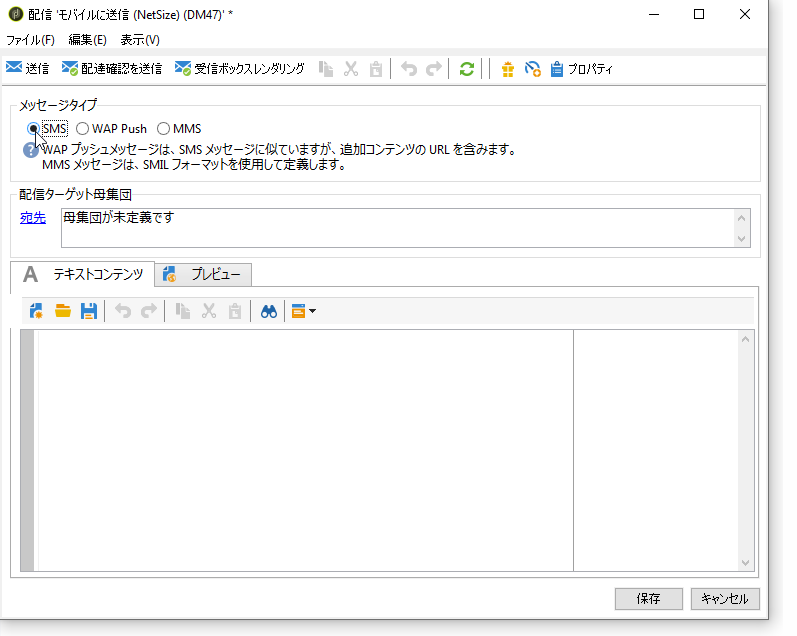 配信 'モバイルに送信 (NetSize) (DM47)' *
ファイル(F) 編集(E) 表示(V)
送信 配達確認を送信 受信ボックスレンダリング プロパティ
メッセージタイプ
SMS WAP Push MMS
WAP プッシュメッセージは、SMS メッセージに似ていますが、追加コンテンツの URL を含みます。
MMS メッセージは、SMIL フォーマットを使用して定義します。
配信ターゲット母集団
宛先 母集団が未定義です
A テキストコンテンツ プレビュー
保存 キャンセル